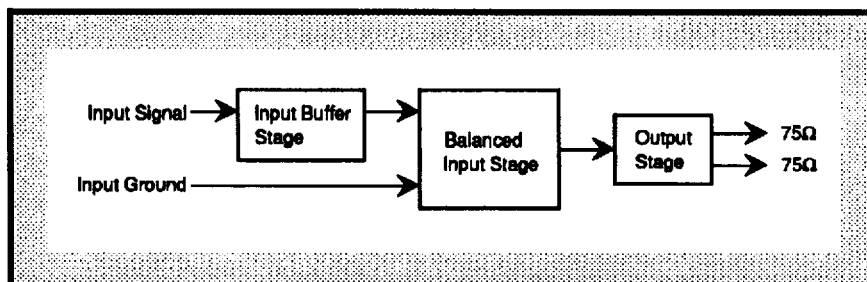 Input Signal
Input Buffer
Stage
Input Ground
Balanced
Input Stage
Output
Stage
75Ω
75Ω